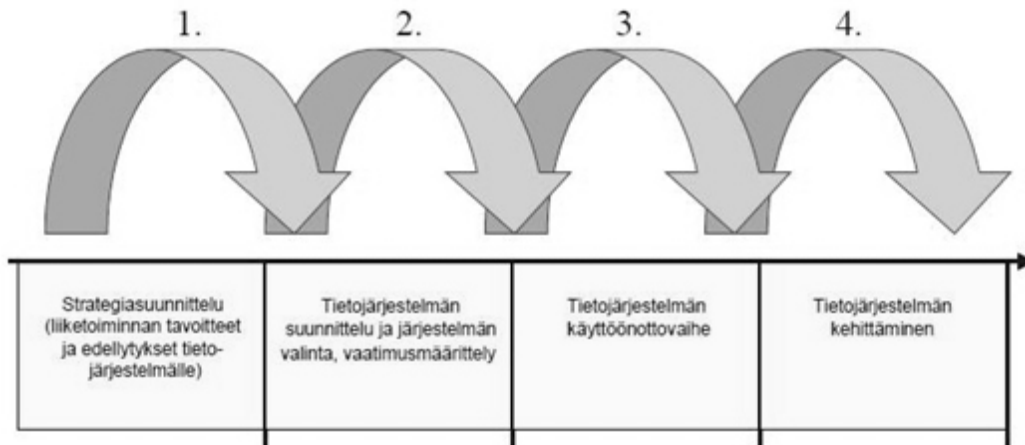 1.
2.
3.
4.
Strategiasuunnittelu
(liiketoiminnan tavoitteet
ja edellytykset tieto-
järjestelmälle)
Tietojärjestelmän
suunnittelu ja järjestelmän
valinta, vaatimusmäärittely
Tietojärjestelmän
käyttöönottovaihe
Tietojärjestelmän
kehittäminen